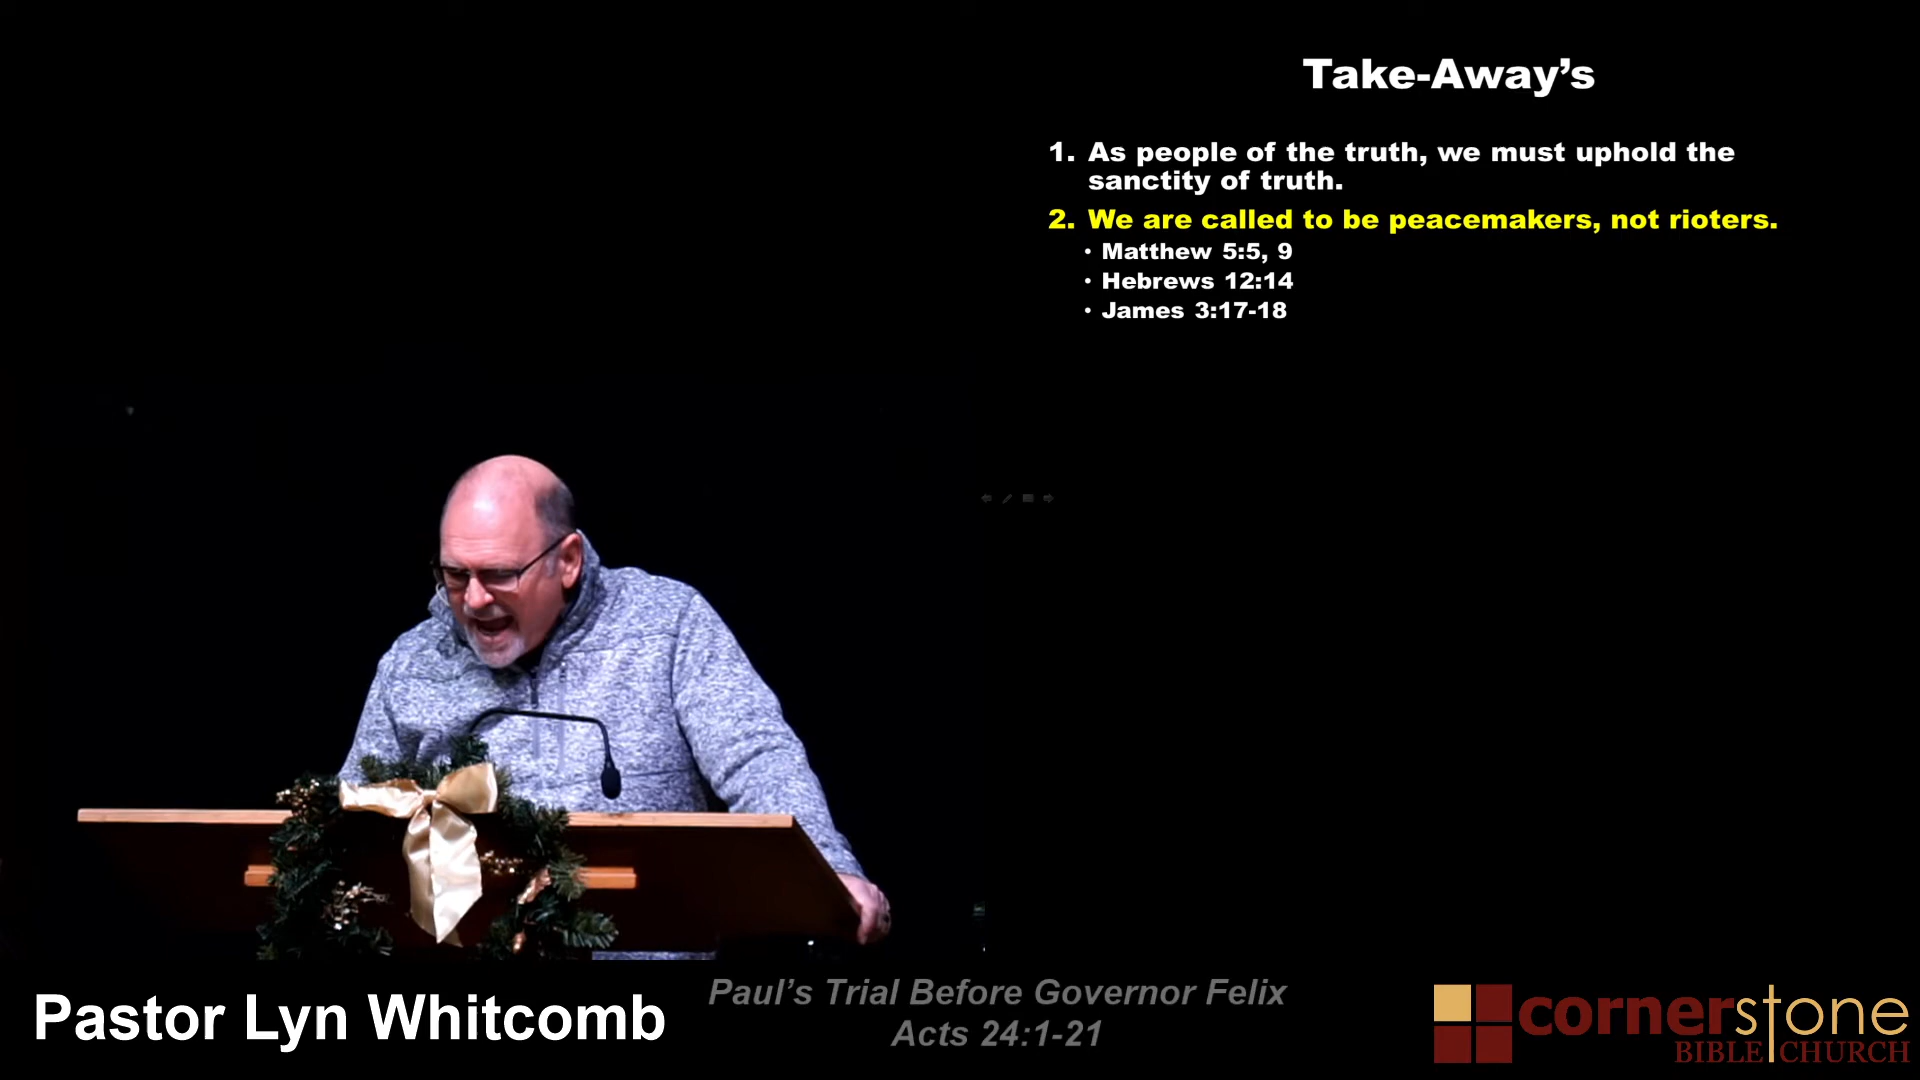 Take-Away’s
1. As people of the truth, we must uphold the
sanctity of truth.
2. We are called to be peacemakers, not rioters.
• Matthew 5:5, 9
• Hebrews 12:14
• James 3:17-18
Pastor Lyn Whitcomb
Paul’s Trial Before Governor Felix
Acts 24:1-21
cornerstone
BIBLE CHURCH